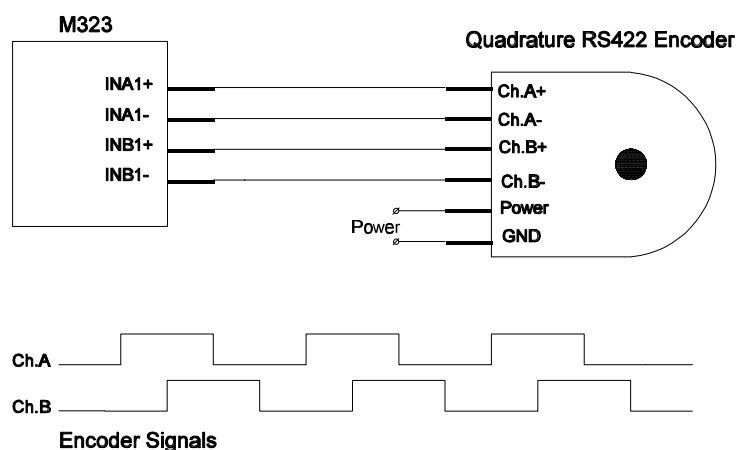 M323
Quadrature RS422 Encoder
INA1+
INA1-
INB1+
INB1-
Ch.A+
Ch.A-
Ch.B+
Ch.B-
Power
GND
Power
Ch.A
Ch.B
Encoder Signals